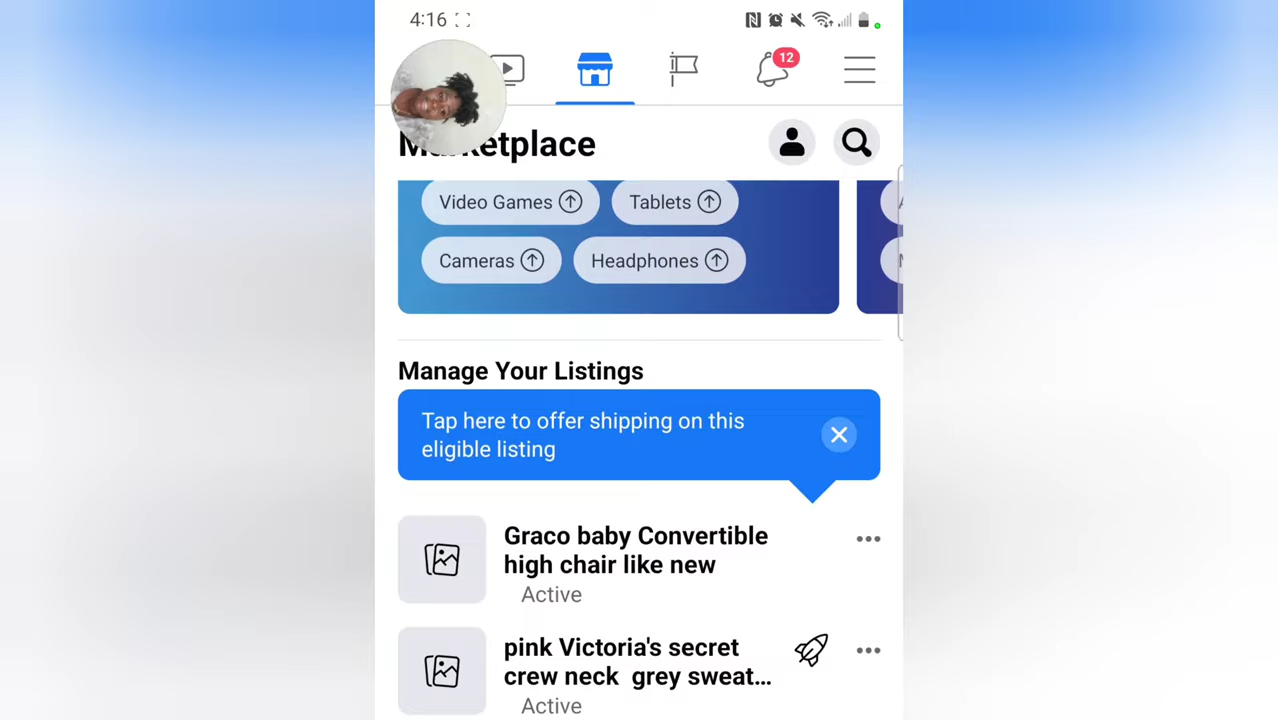 4:16
12
Marketplace
Video Games
Tablets
Cameras
Headphones
Manage Your Listings
Tap here to offer shipping on this
eligible listing
Graco baby Convertible
high chair like new
Active
pink Victoria's secret
crew neck grey sweat...
Active